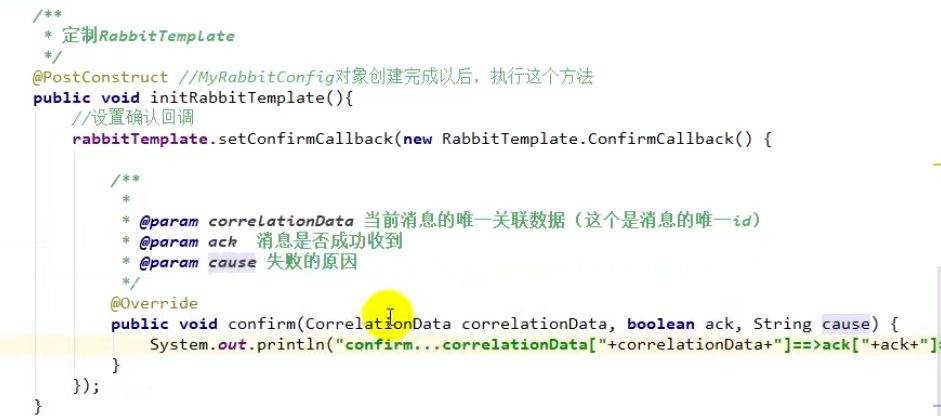 /**
 * 定制RabbitTemplate
 */
@PostConstruct //MyRabbitConfig对象创建完成以后，执行这个方法
public void initRabbitTemplate(){
    //设置确认回调
    rabbitTemplate.setConfirmCallback(new RabbitTemplate.ConfirmCallback() {
        /**
         *
         * @param correlationData 当前消息的唯一关联数据（这个是消息的唯一id）
         * @param ack  消息是否成功收到
         * @param cause 失败的原因
         */
        @Override
        public void confirm(CorrelationData correlationData, boolean ack, String cause) {
            System.out.println("confirm...correlationData["+correlationData+"]==>ack["+ack+"]=
        }
    });
}